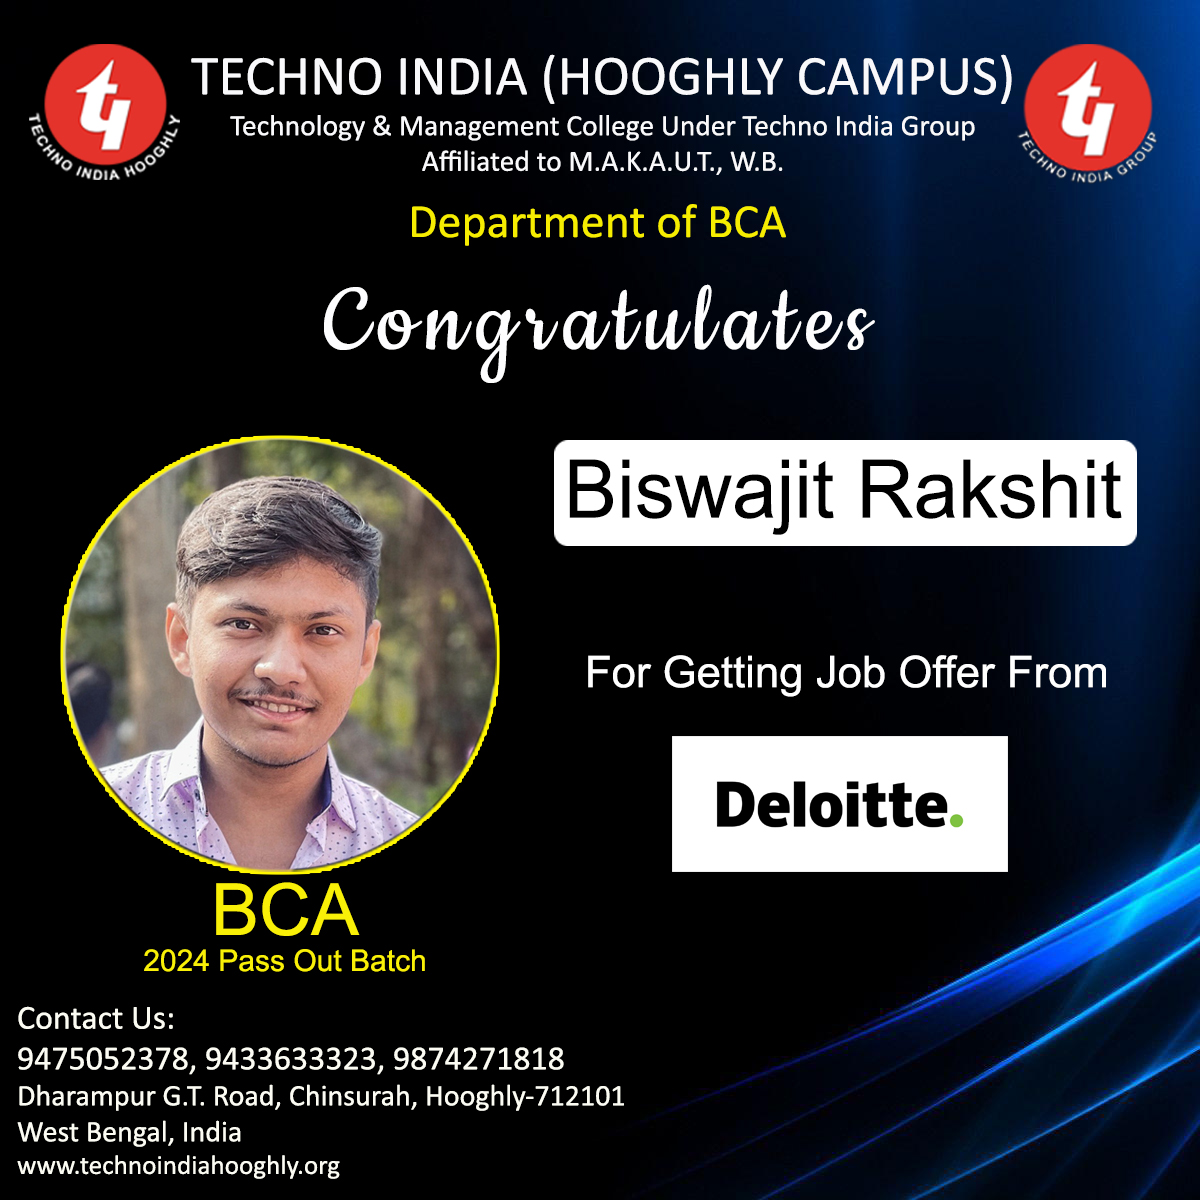 TECHNO INDIA (HOOGHLY CAMPUS)
Technology & Management College Under Techno India Group
Affiliated to M.A.K.A.U.T., W.B.
TECHNO INDIA HOOGHLY
TECHNO INDIA GROUP
Department of BCA
Congratulates
Biswajit Rakshit
For Getting Job Offer From
Deloitte.
BCA
2024 Pass Out Batch
Contact Us:
9475052378, 9433633323, 9874271818
Dharampur G.T. Road, Chinsurah, Hooghly-712101
West Bengal, India
www.technoindiahooghly.org